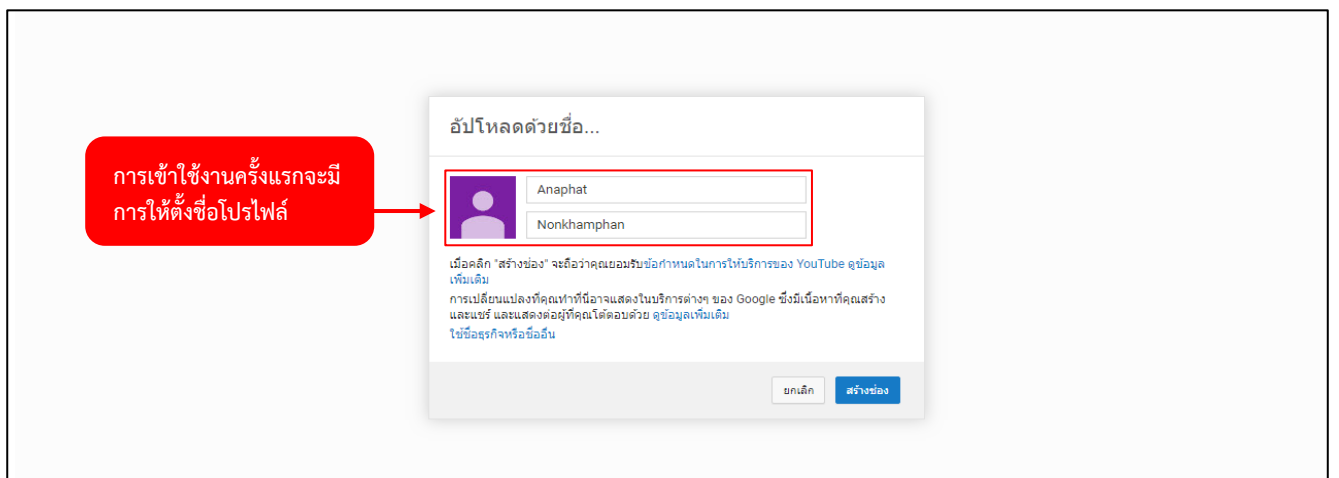 อัปโหลดด้วยชื่อ...
การเข้าใช้งานครั้งแรกจะมี
การให้ตั้งชื่อโปรไฟล์
Anaphat
Nonkhamphan
เมื่อคลิก "สร้างช่อง" จะถือว่าคุณยอมรับข้อกำหนดในการให้บริการของ YouTube ดูข้อมูล
เพิ่มเติม
การเปลี่ยนแปลงที่คุณทำที่นี่อาจแสดงในบริการต่างๆ ของ Google ซึ่งมีเนื้อหาที่คุณสร้าง
และแชร์ และแสดงต่อผู้ที่คุณโต้ตอบด้วย ดูข้อมูลเพิ่มเติม
ใช้ชื่อธุรกิจหรือชื่ออื่น
ยกเลิก
สร้างช่อง